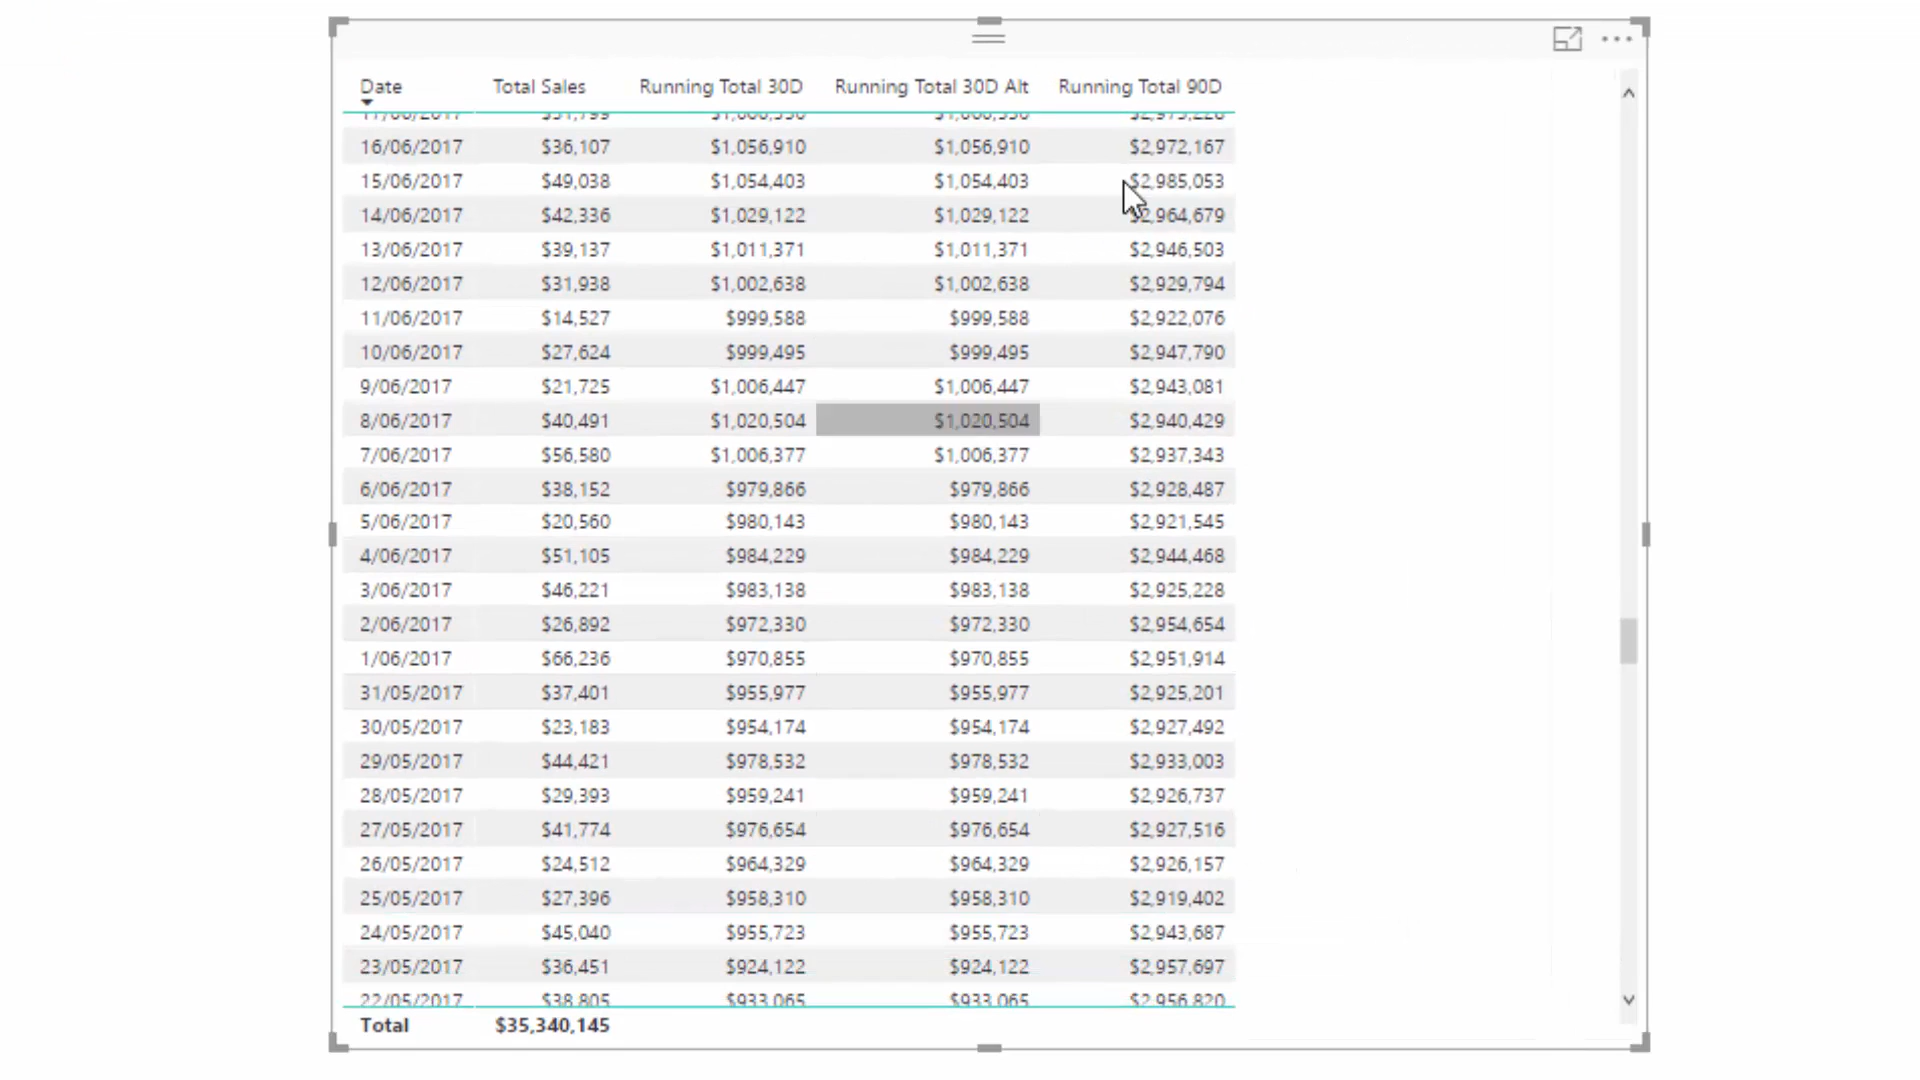 Date Total Sales Running Total 30D Running Total 30D Alt Running Total 90D
16/06/2017 $36,107 $1,056,910 $1,056,910 $2,972,167
15/06/2017 $49,038 $1,054,403 $1,054,403 $2,985,053
14/06/2017 $42,336 $1,029,122 $1,029,122 $2,964,679
13/06/2017 $39,137 $1,011,371 $1,011,371 $2,946,503
12/06/2017 $31,938 $1,002,638 $1,002,638 $2,929,794
11/06/2017 $14,527 $999,588 $999,588 $2,922,076
10/06/2017 $27,624 $999,495 $999,495 $2,947,790
9/06/2017 $21,725 $1,006,447 $1,006,447 $2,943,081
8/06/2017 $40,491 $1,020,504 $1,020,504 $2,940,429
7/06/2017 $56,580 $1,006,377 $1,006,377 $2,937,343
6/06/2017 $38,152 $979,866 $979,866 $2,928,487
5/06/2017 $20,560 $980,143 $980,143 $2,921,545
4/06/2017 $51,105 $984,229 $984,229 $2,944,468
3/06/2017 $46,221 $983,138 $983,138 $2,925,228
2/06/2017 $26,892 $972,330 $972,330 $2,954,654
1/06/2017 $66,236 $970,855 $970,855 $2,951,914
31/05/2017 $37,401 $955,977 $955,977 $2,925,201
30/05/2017 $23,183 $954,174 $954,174 $2,927,492
29/05/2017 $44,421 $978,532 $978,532 $2,933,003
28/05/2017 $29,393 $959,241 $959,241 $2,926,737
27/05/2017 $41,774 $976,654 $976,654 $2,927,516
26/05/2017 $24,512 $964,329 $964,329 $2,926,157
25/05/2017 $27,396 $958,310 $958,310 $2,919,402
24/05/2017 $45,040 $955,723 $955,723 $2,943,687
23/05/2017 $36,451 $924,122 $924,122 $2,957,697
22/05/2017 $38,805 $933,065 $933,065 $2,956,820
Total $35,340,145